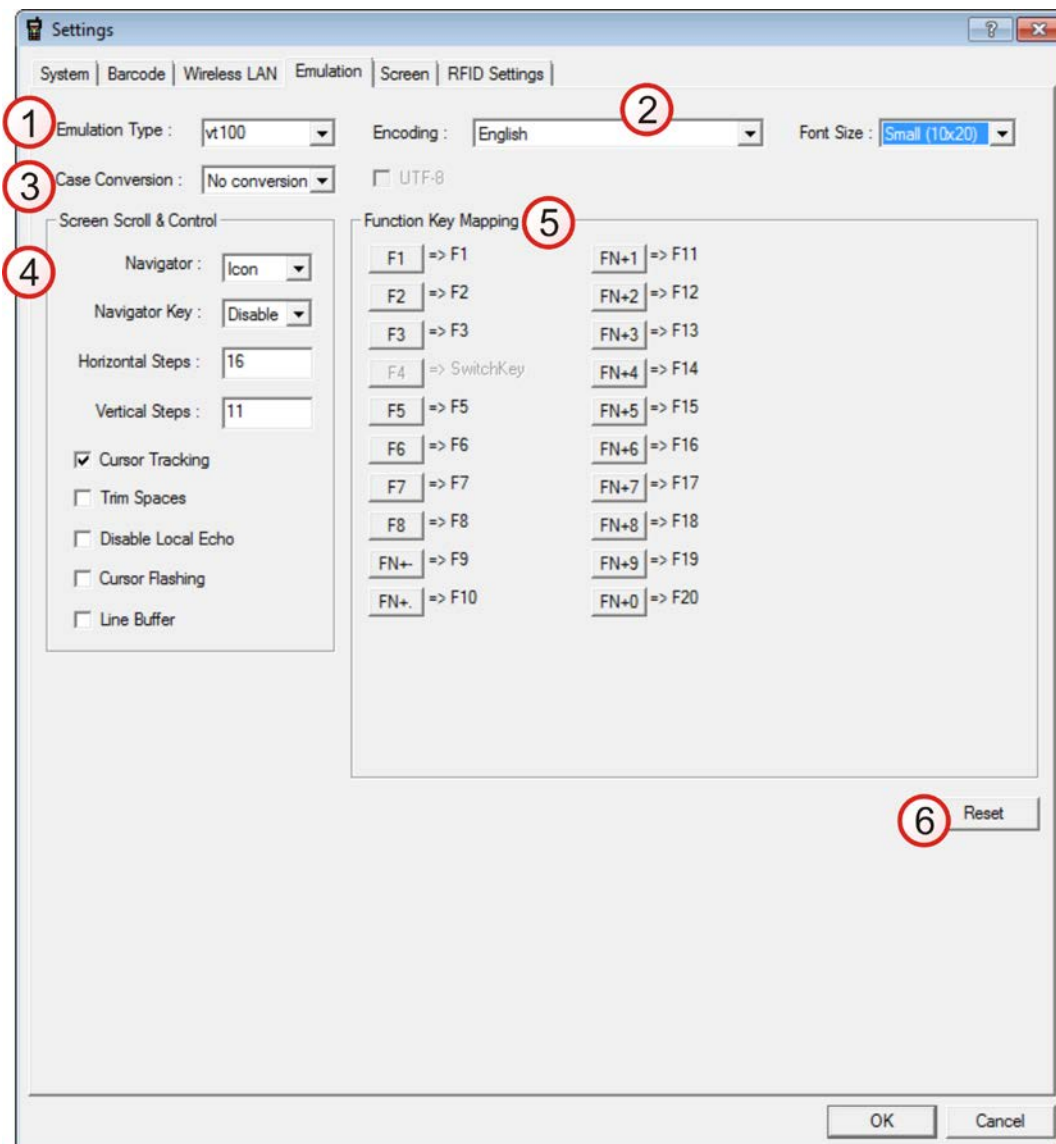 Settings
System Barcode Wireless LAN Emulation Screen RFID Settings
1 Emulation Type : vt100 Encoding : English 2 Font Size : Small (10x20)
3 Case Conversion : No conversion UTF-8
Screen Scroll & Control
4 Navigator : Icon
Navigator Key : Disable
Horizontal Steps : 16
Vertical Steps : 11
Cursor Tracking
Trim Spaces
Disable Local Echo
Cursor Flashing
Line Buffer
Function Key Mapping 5
F1 => F1 FN+1 => F11
F2 => F2 FN+2 => F12
F3 => F3 FN+3 => F13
F4 => SwitchKey FN+4 => F14
F5 => F5 FN+5 => F15
F6 => F6 FN+6 => F16
F7 => F7 FN+7 => F17
F8 => F8 FN+8 => F18
FN+- => F9 FN+9 => F19
FN+. => F10 FN+0 => F20
6 Reset
OK Cancel